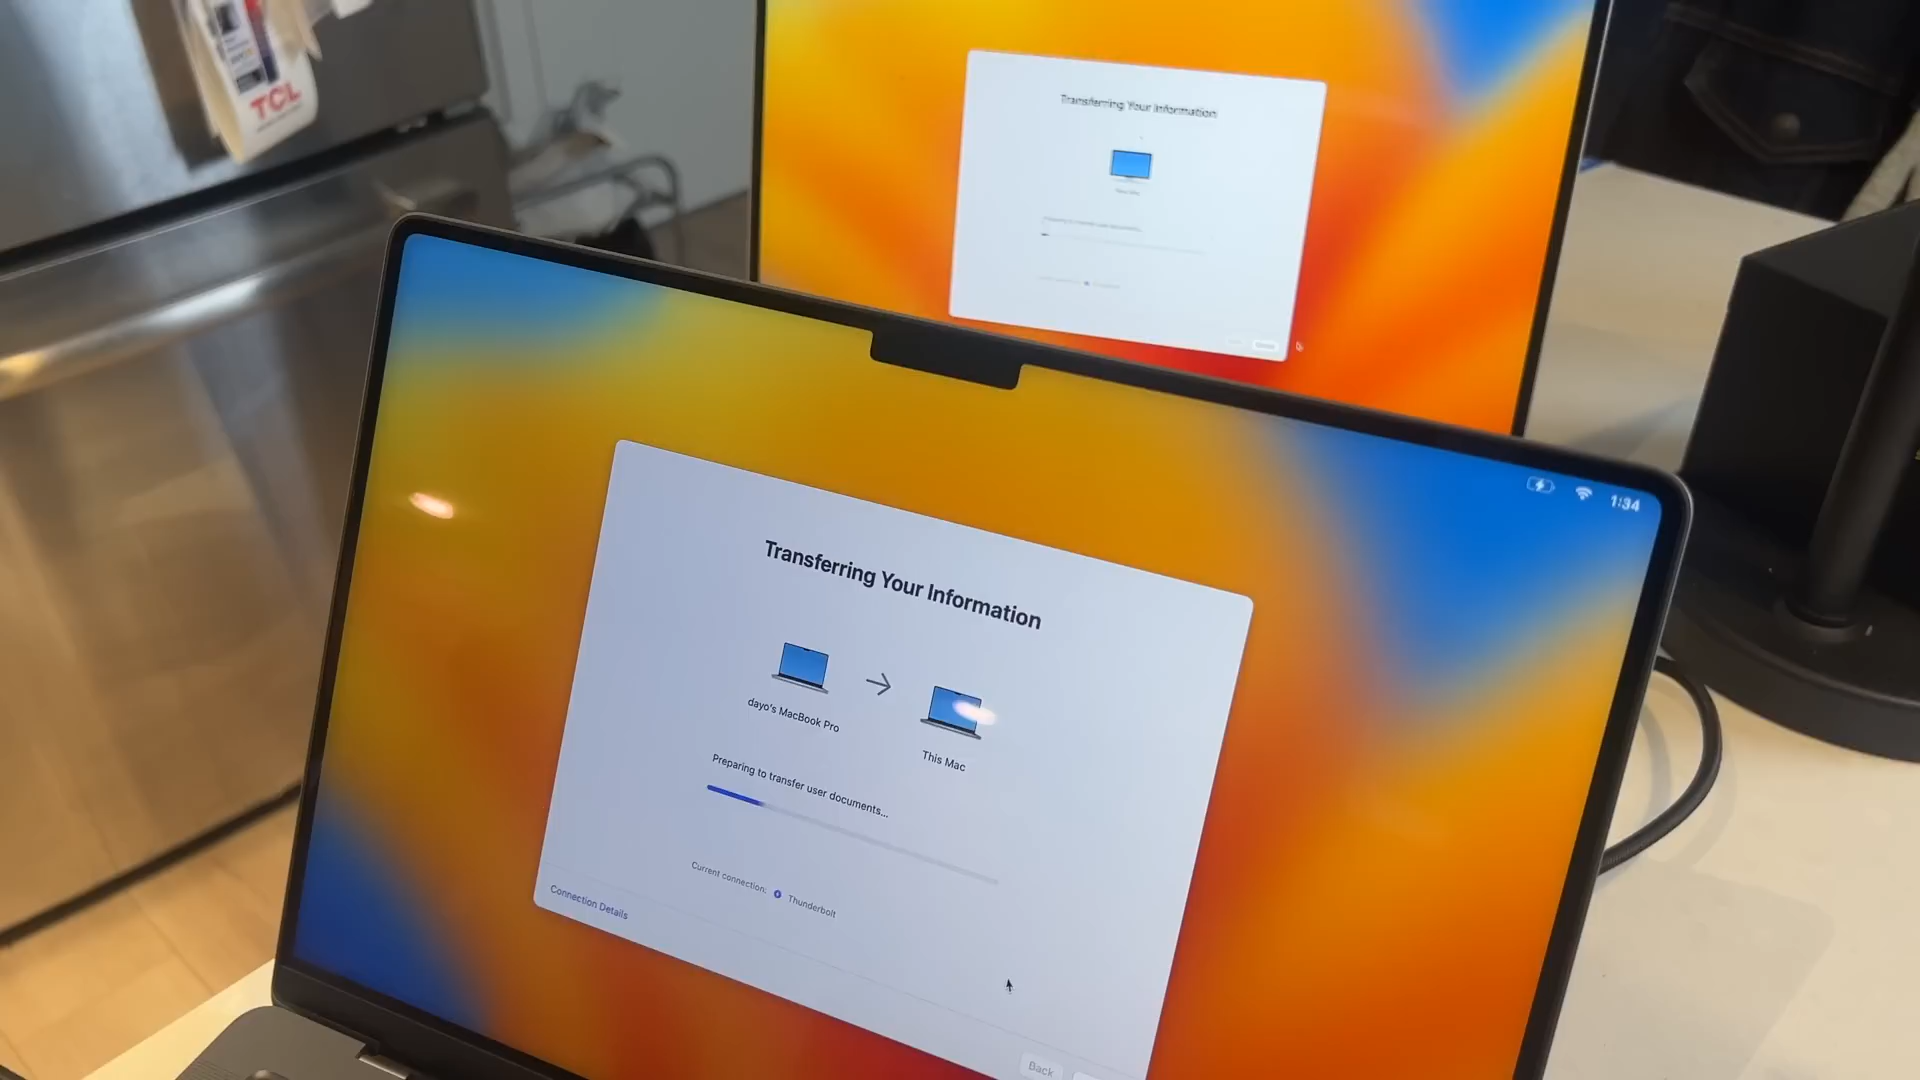 TCL
Transferring Your Information
1:34
Transferring Your Information
dayo's MacBook Pro
This Mac
Preparing to transfer user documents...
Current connection: Thunderbolt
Connection Details
Back